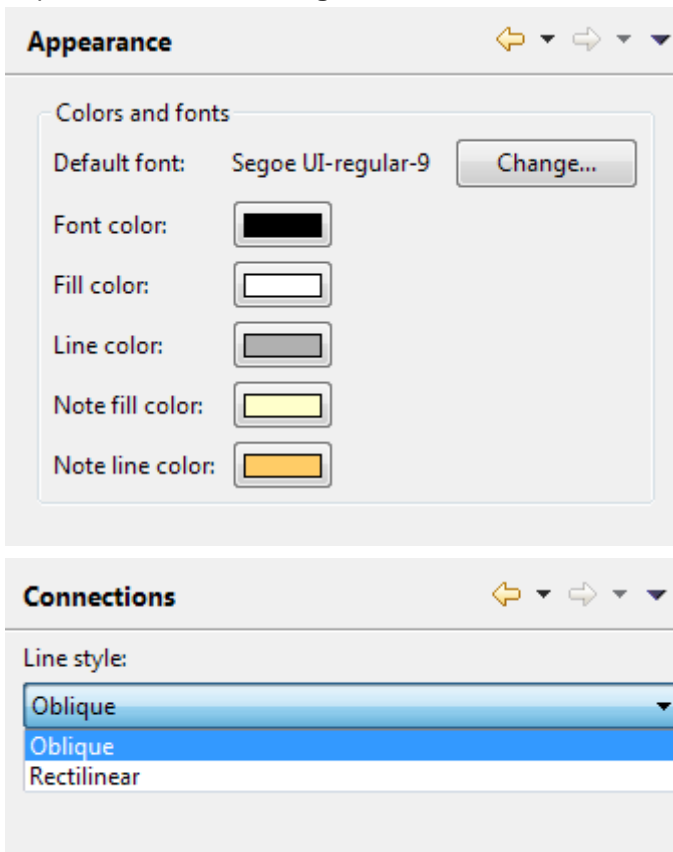 Appearance
Colors and fonts
Default font: Segoe UI-regular-9 Change...
Font color:
Fill color:
Line color:
Note fill color:
Note line color:
Connections
Line style:
Oblique
Oblique
Rectilinear